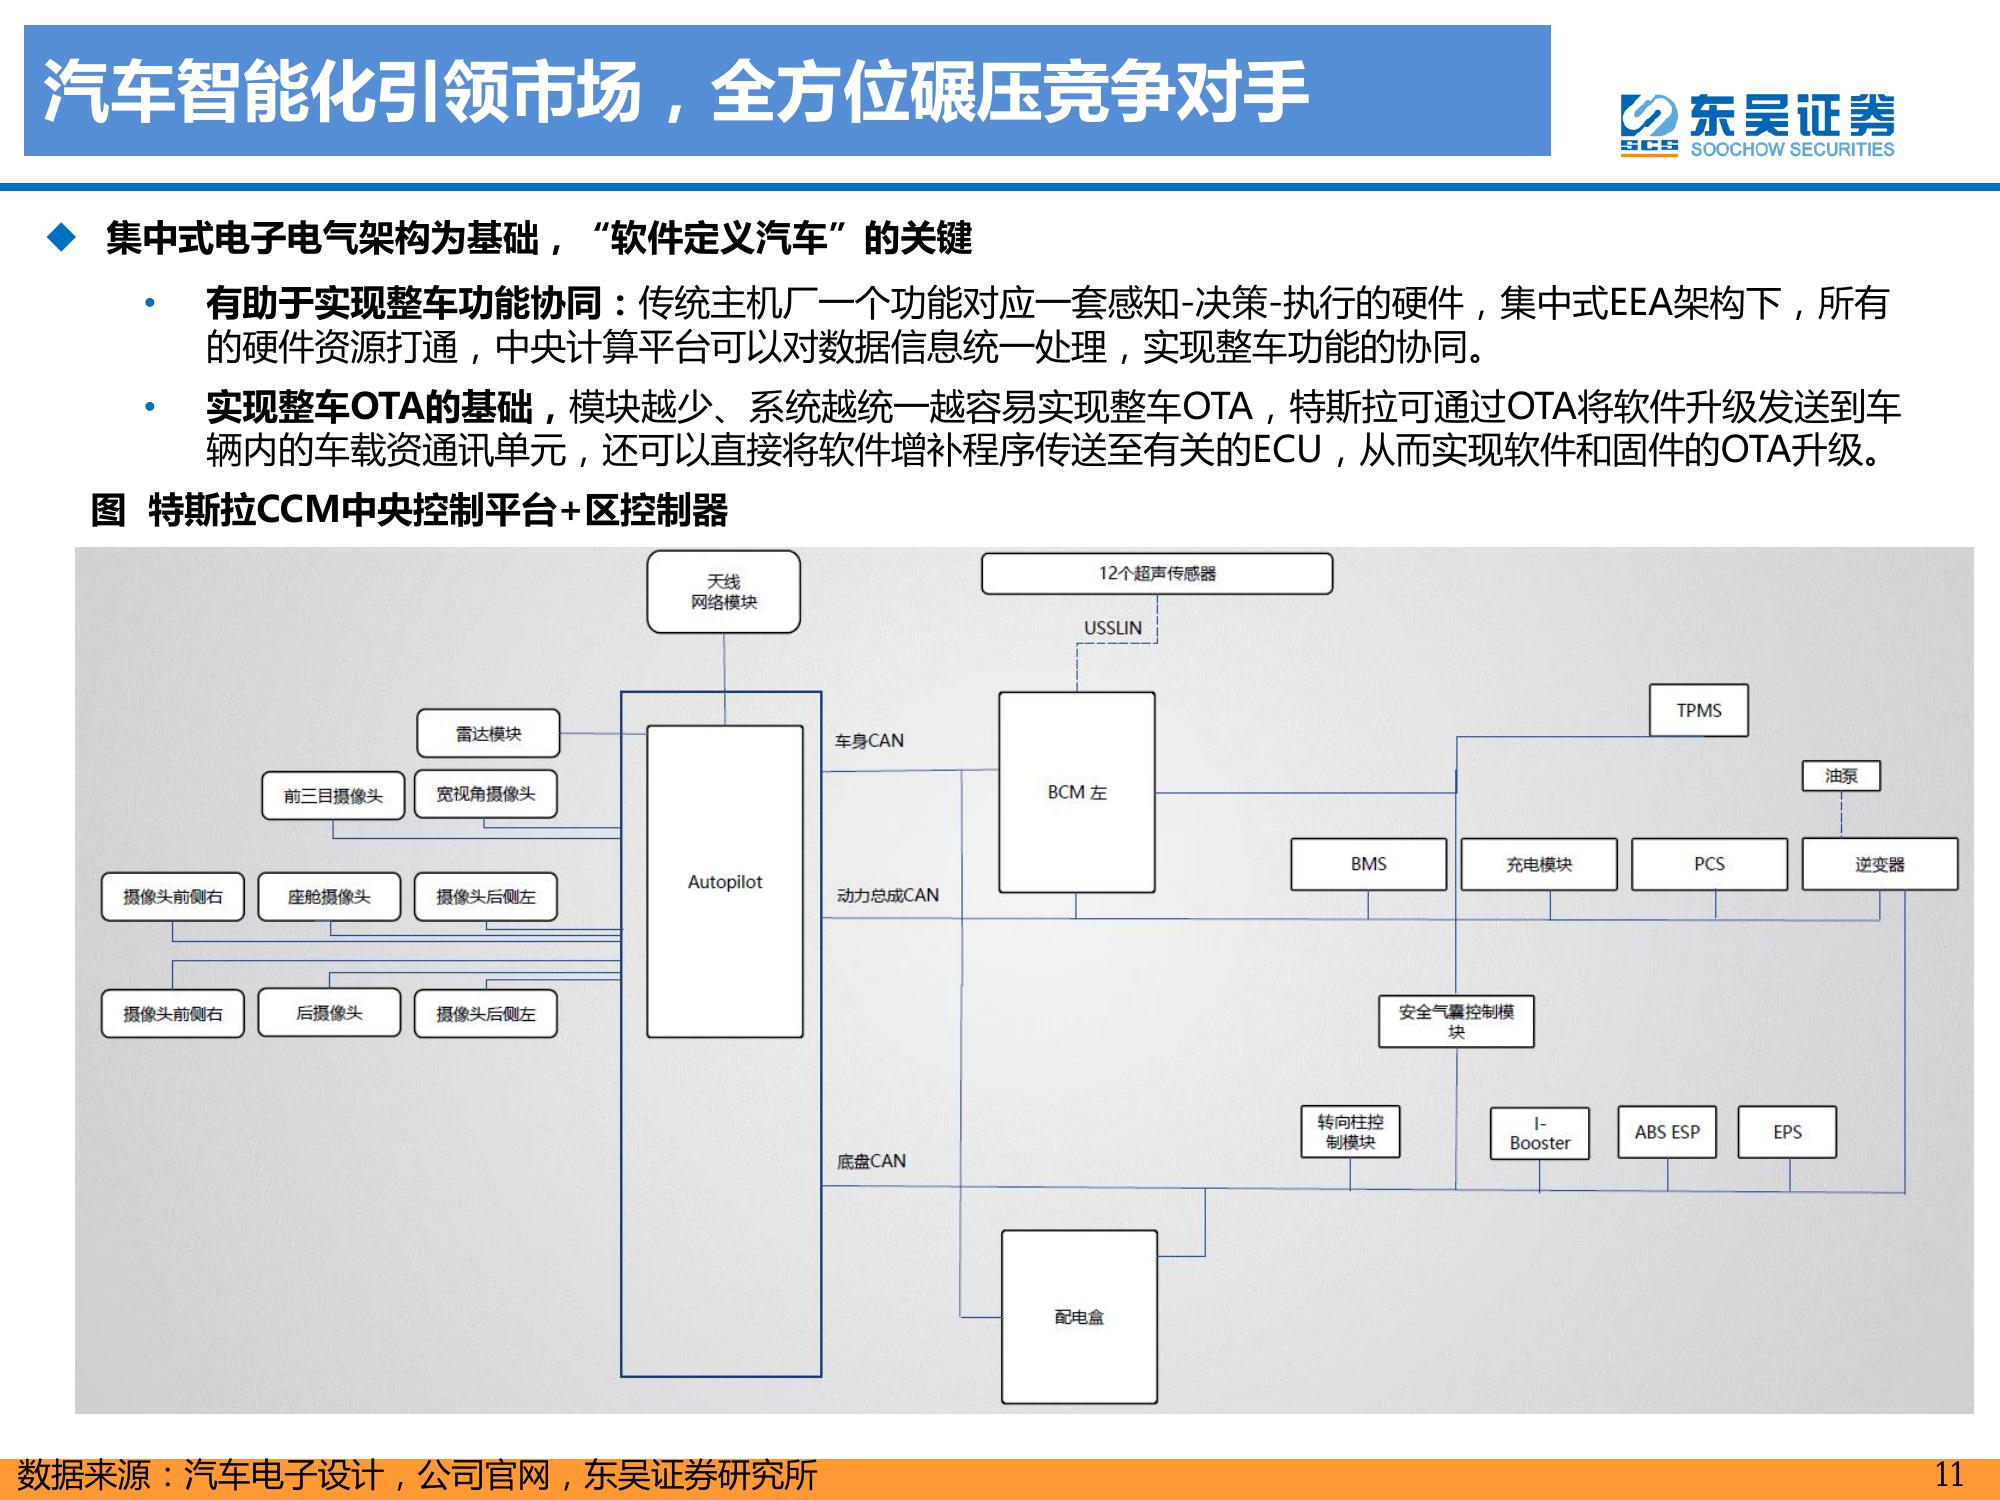 汽车智能化引领市场，全方位碾压竞争对手
东吴证券
SCS
SOOCHOW SECURITIES
集中式电子电气架构为基础，“软件定义汽车”的关键
有助于实现整车功能协同：传统主机厂一个功能对应一套感知-决策-执行的硬件，集中式EEA架构下，所有
的硬件资源打通，中央计算平台可以对数据信息统一处理，实现整车功能的协同。
实现整车OTA的基础，模块越少、系统越统一越容易实现整车OTA，特斯拉可通过OTA将软件升级发送到车
辆内的车载资通讯单元，还可以直接将软件增补程序传送至有关的ECU，从而实现软件和固件的OTA升级。
图 特斯拉CCM中央控制平台+区控制器
天线
网络模块
12个超声传感器
USSLIN
TPMS
雷达模块
车身CAN
油泵
前三目摄像头
宽视角摄像头
BCM 左
BMS
充电模块
PCS
逆变器
Autopilot
摄像头前侧右
座舱摄像头
摄像头后侧左
动力总成CAN
摄像头前侧右
后摄像头
摄像头后侧左
安全气囊控制模
块
转向柱控
制模块
I-
Booster
ABS ESP
EPS
底盘CAN
配电盒
数据来源：汽车电子设计，公司官网，东吴证券研究所
11